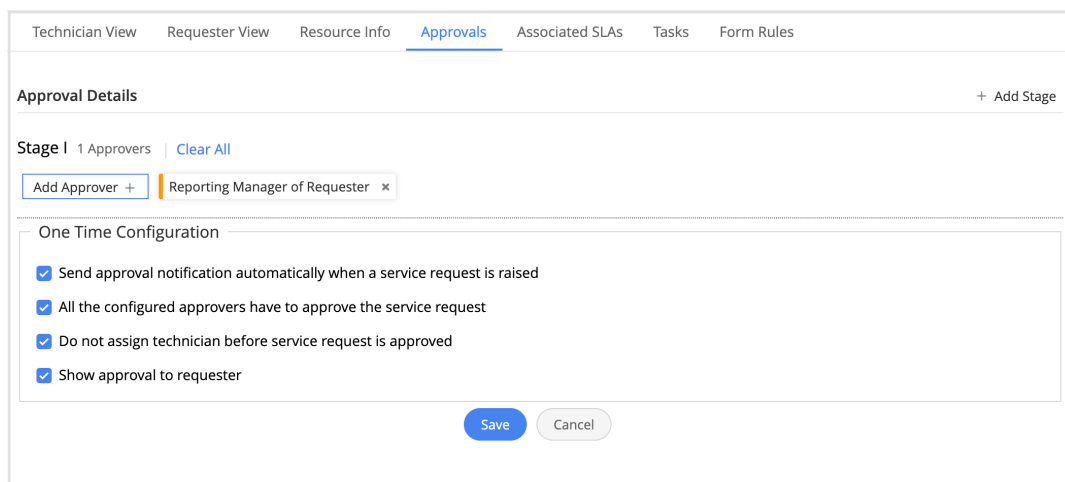 Technician View Requester View Resource Info Approvals Associated SLAs Tasks Form Rules
Approval Details + Add Stage
Stage I 1 Approvers | Clear All
Add Approver + Reporting Manager of Requester ×
One Time Configuration
Send approval notification automatically when a service request is raised
All the configured approvers have to approve the service request
Do not assign technician before service request is approved
Show approval to requester
Save Cancel